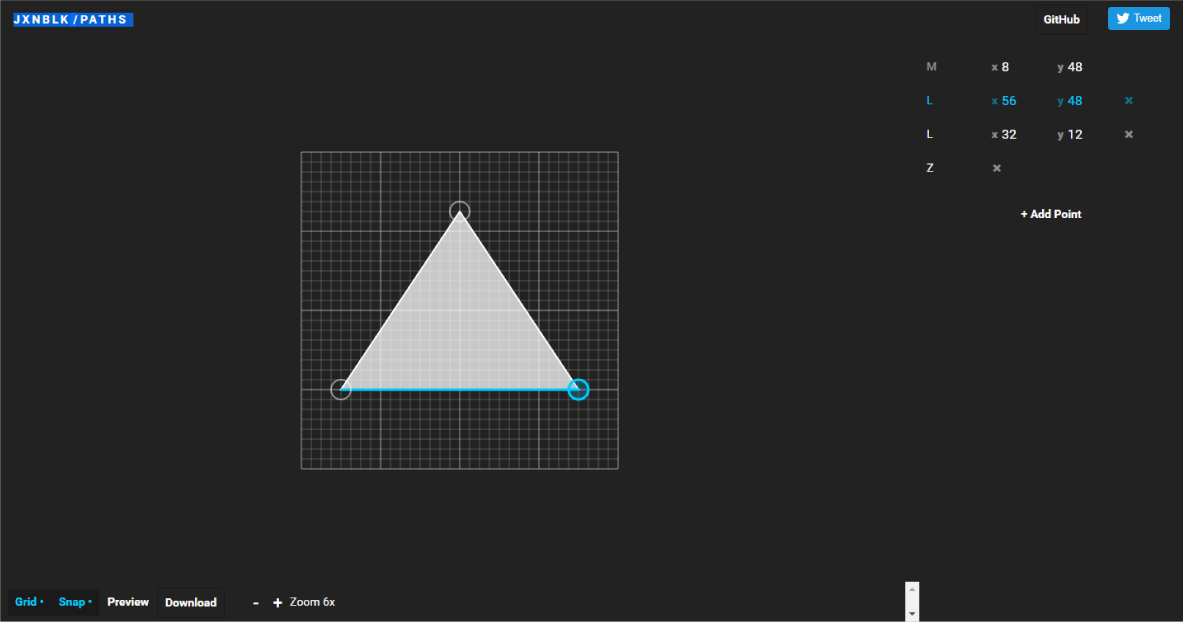 JXNBLK/PATHS
GitHub
Tweet
M x 8 y 48
L x 56 y 48 ×
L x 32 y 12 ×
Z ×
+ Add Point
Grid • Snap • Preview Download - + Zoom 6x